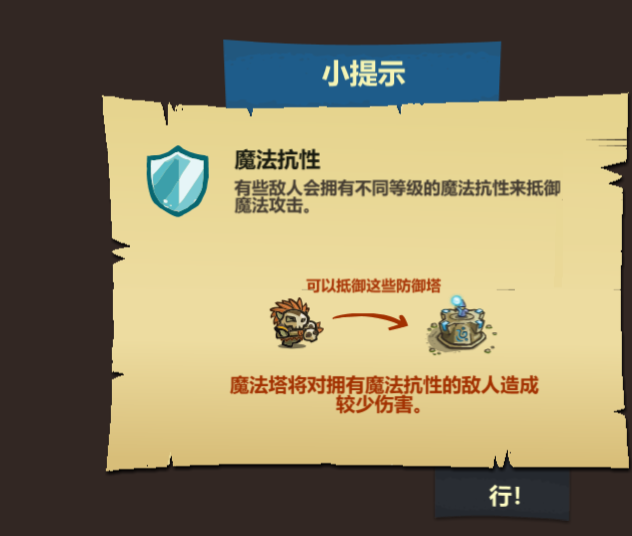 小提示
魔法抗性
有些敌人会拥有不同等级的魔法抗性来抵御
魔法攻击。
可以抵御这些防御塔
魔法塔将对拥有魔法抗性的敌人造成
较少伤害。
行!